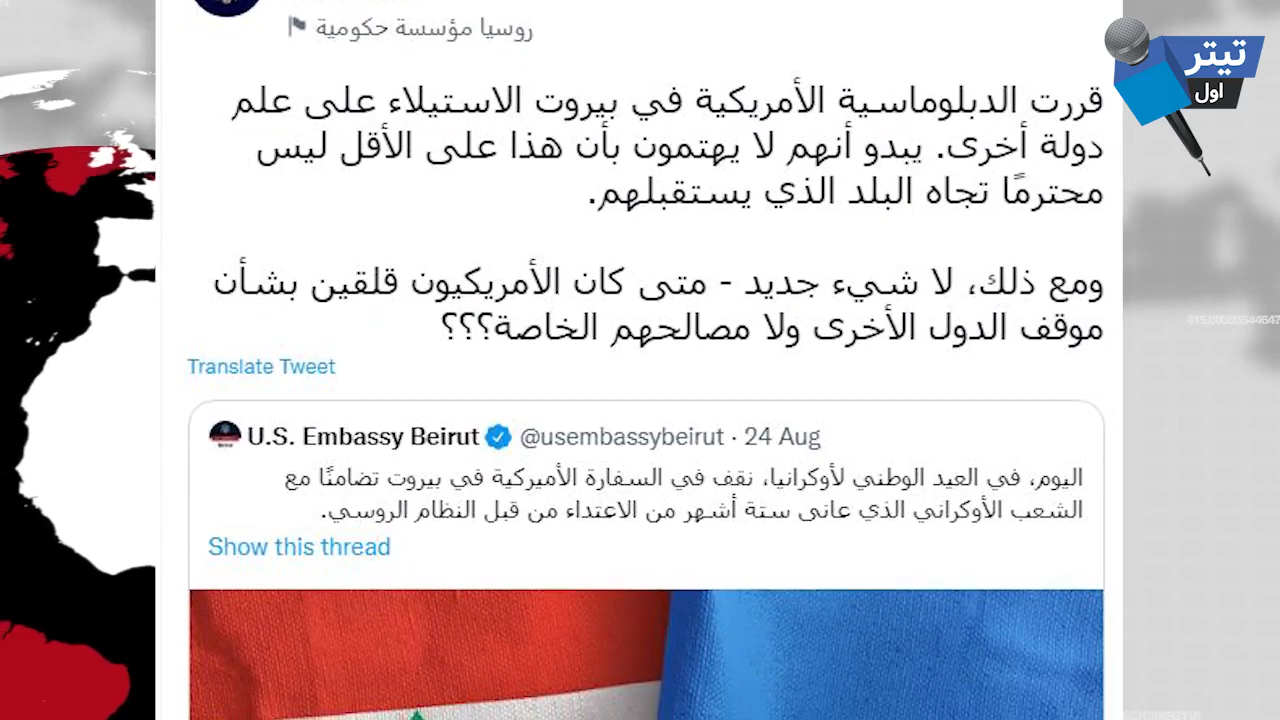 تیتر
اول
روسيا مؤسسة حكومية
قررت الدبلوماسية الأمريكية في بيروت الاستيلاء على علم
دولة أخرى. يبدو أنهم لا يهتمون بأن هذا على الأقل ليس
محترمًا تجاه البلد الذي يستقبلهم.
ومع ذلك، لا شيء جديد - متى كان الأمريكيون قلقين بشأن
موقف الدول الأخرى ولا مصالحهم الخاصة؟؟؟
Translate Tweet
U.S. Embassy Beirut @usembassybeirut · 24 Aug
اليوم، في العيد الوطني لأوكرانيا، نقف في السفارة الأميركية في بيروت تضامنًا مع
الشعب الأوكراني الذي عانى ستة أشهر من الاعتداء من قبل النظام الروسي.
Show this thread